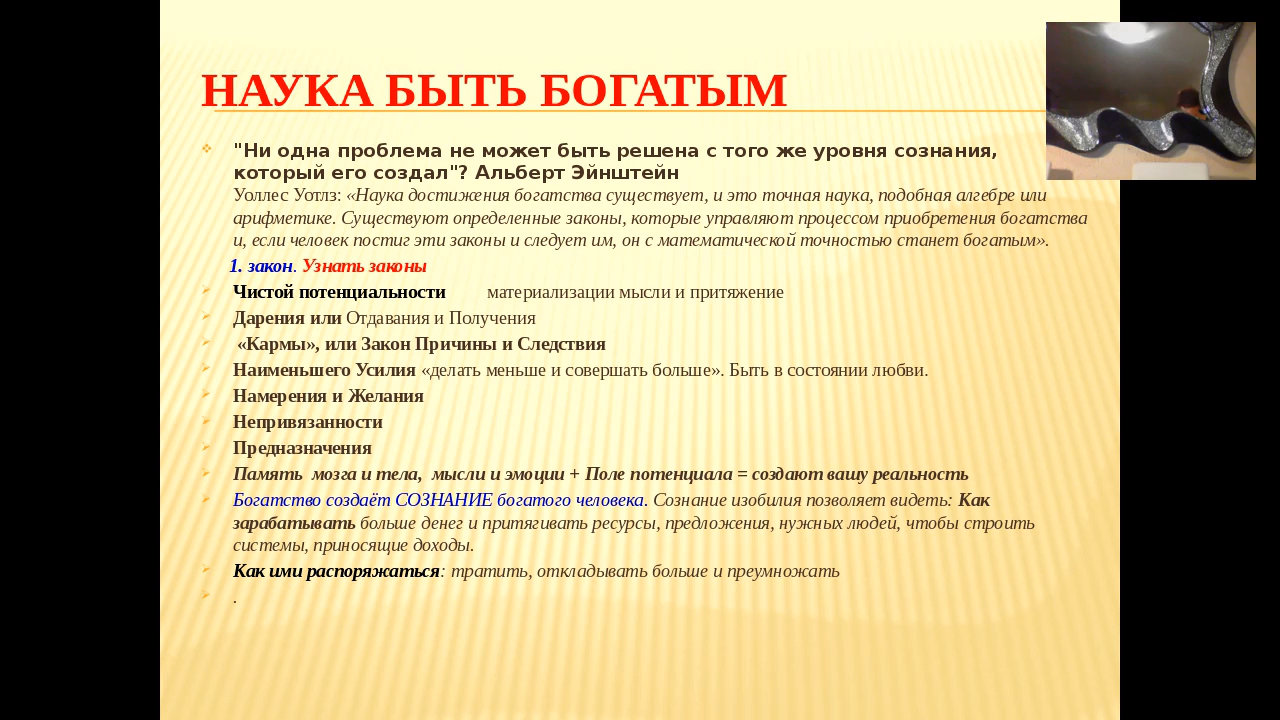 НАУКА БЫТЬ БОГАТЫМ
"Ни одна проблема не может быть решена с того же уровня сознания,
который его создал"? Альберт Эйнштейн
Уоллес Уотлз: «Наука достижения богатства существует, и это точная наука, подобная алгебре или
арифметике. Существуют определенные законы, которые управляют процессом приобретения богатства
и, если человек постиг эти законы и следует им, он с математической точностью станет богатым».
1. закон. Узнать законы
Чистой потенциальности материализации мысли и притяжение
Дарения или Отдавания и Получения
«Кармы», или Закон Причины и Следствия
Наименьшего Усилия «делать меньше и совершать больше». Быть в состоянии любви.
Намерения и Желания
Непривязанности
Предназначения
Память мозга и тела, мысли и эмоции + Поле потенциала = создают вашу реальность
Богатство создаёт СОЗНАНИЕ богатого человека. Сознание изобилия позволяет видеть: Как
зарабатывать больше денег и притягивать ресурсы, предложения, нужных людей, чтобы строить
системы, приносящие доходы.
Как ими распоряжаться: тратить, откладывать больше и преумножать
.